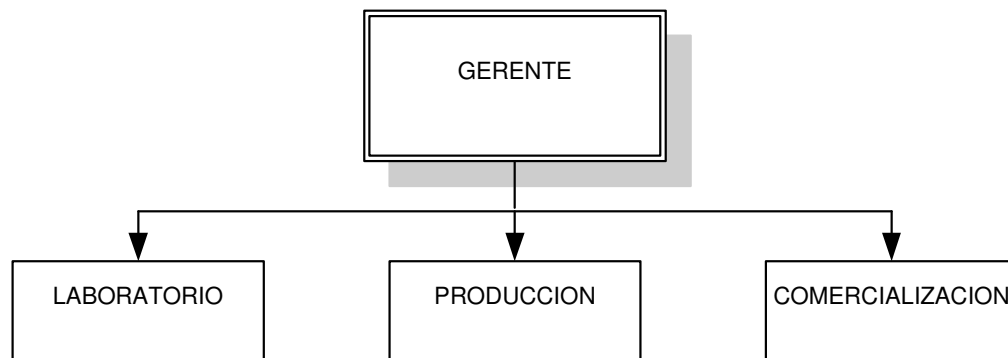 GERENTE
LABORATORIO
PRODUCCION
COMERCIALIZACION